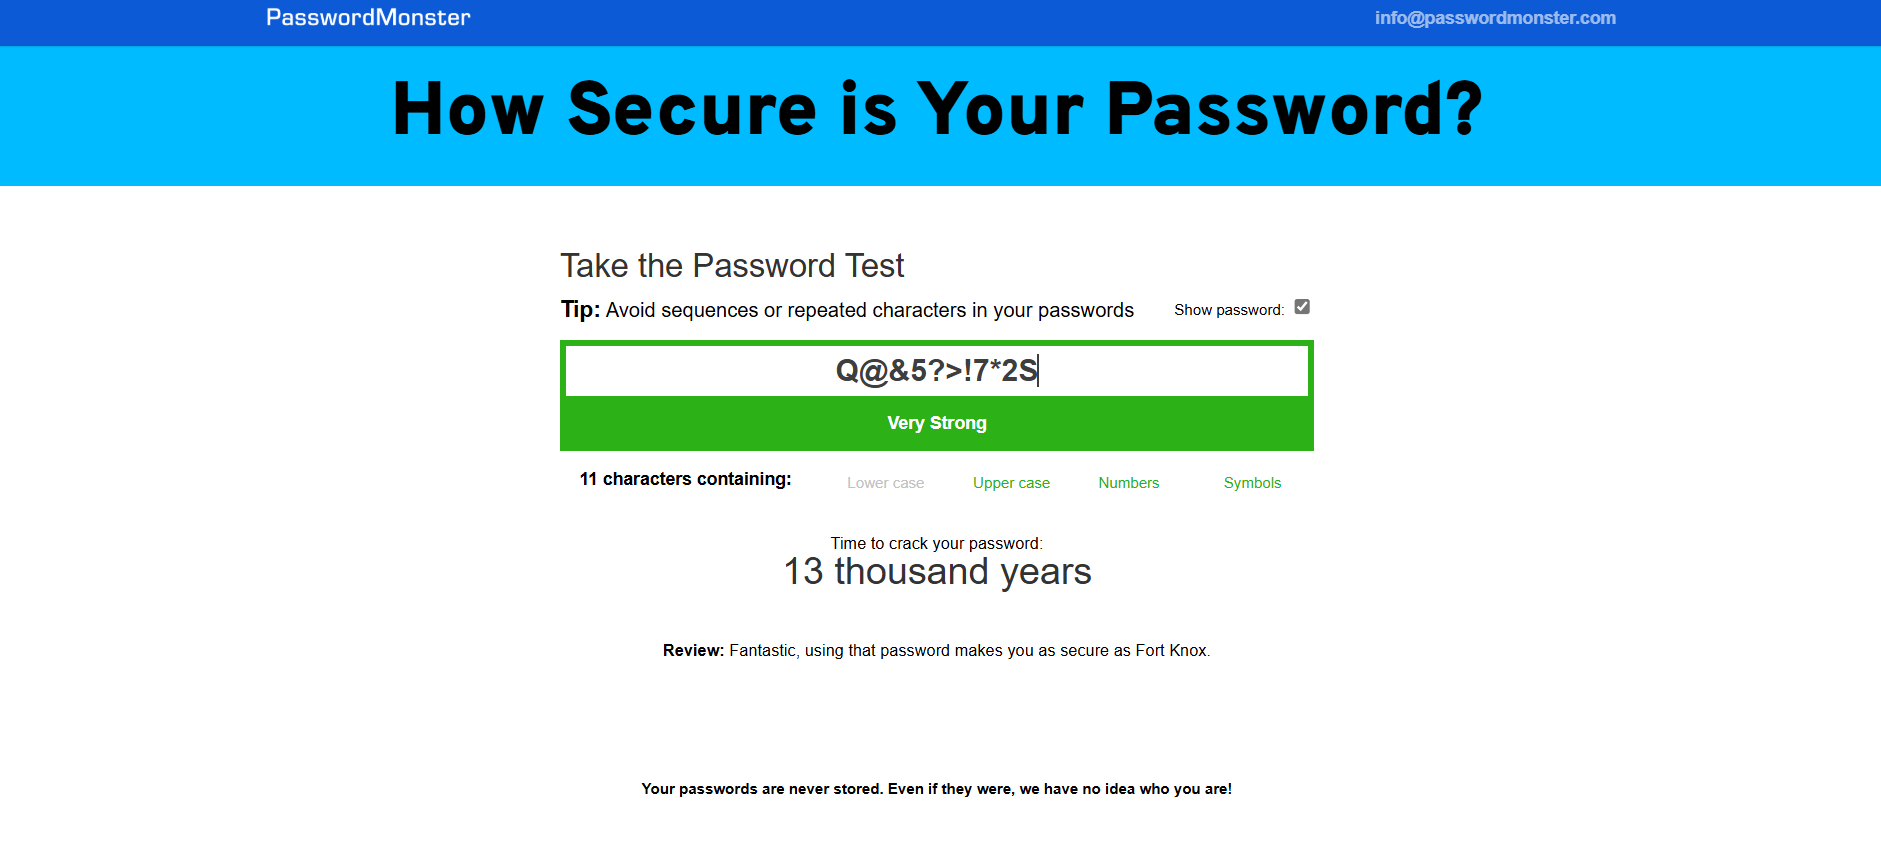 PasswordMonster
info@passwordmonster.com
How Secure is Your Password?
Take the Password Test
Tip: Avoid sequences or repeated characters in your passwords
Show password:
Q@&5?>!7*2S
Very Strong
11 characters containing:
Lower case
Upper case
Numbers
Symbols
Time to crack your password:
13 thousand years
Review: Fantastic, using that password makes you as secure as Fort Knox.
Your passwords are never stored. Even if they were, we have no idea who you are!